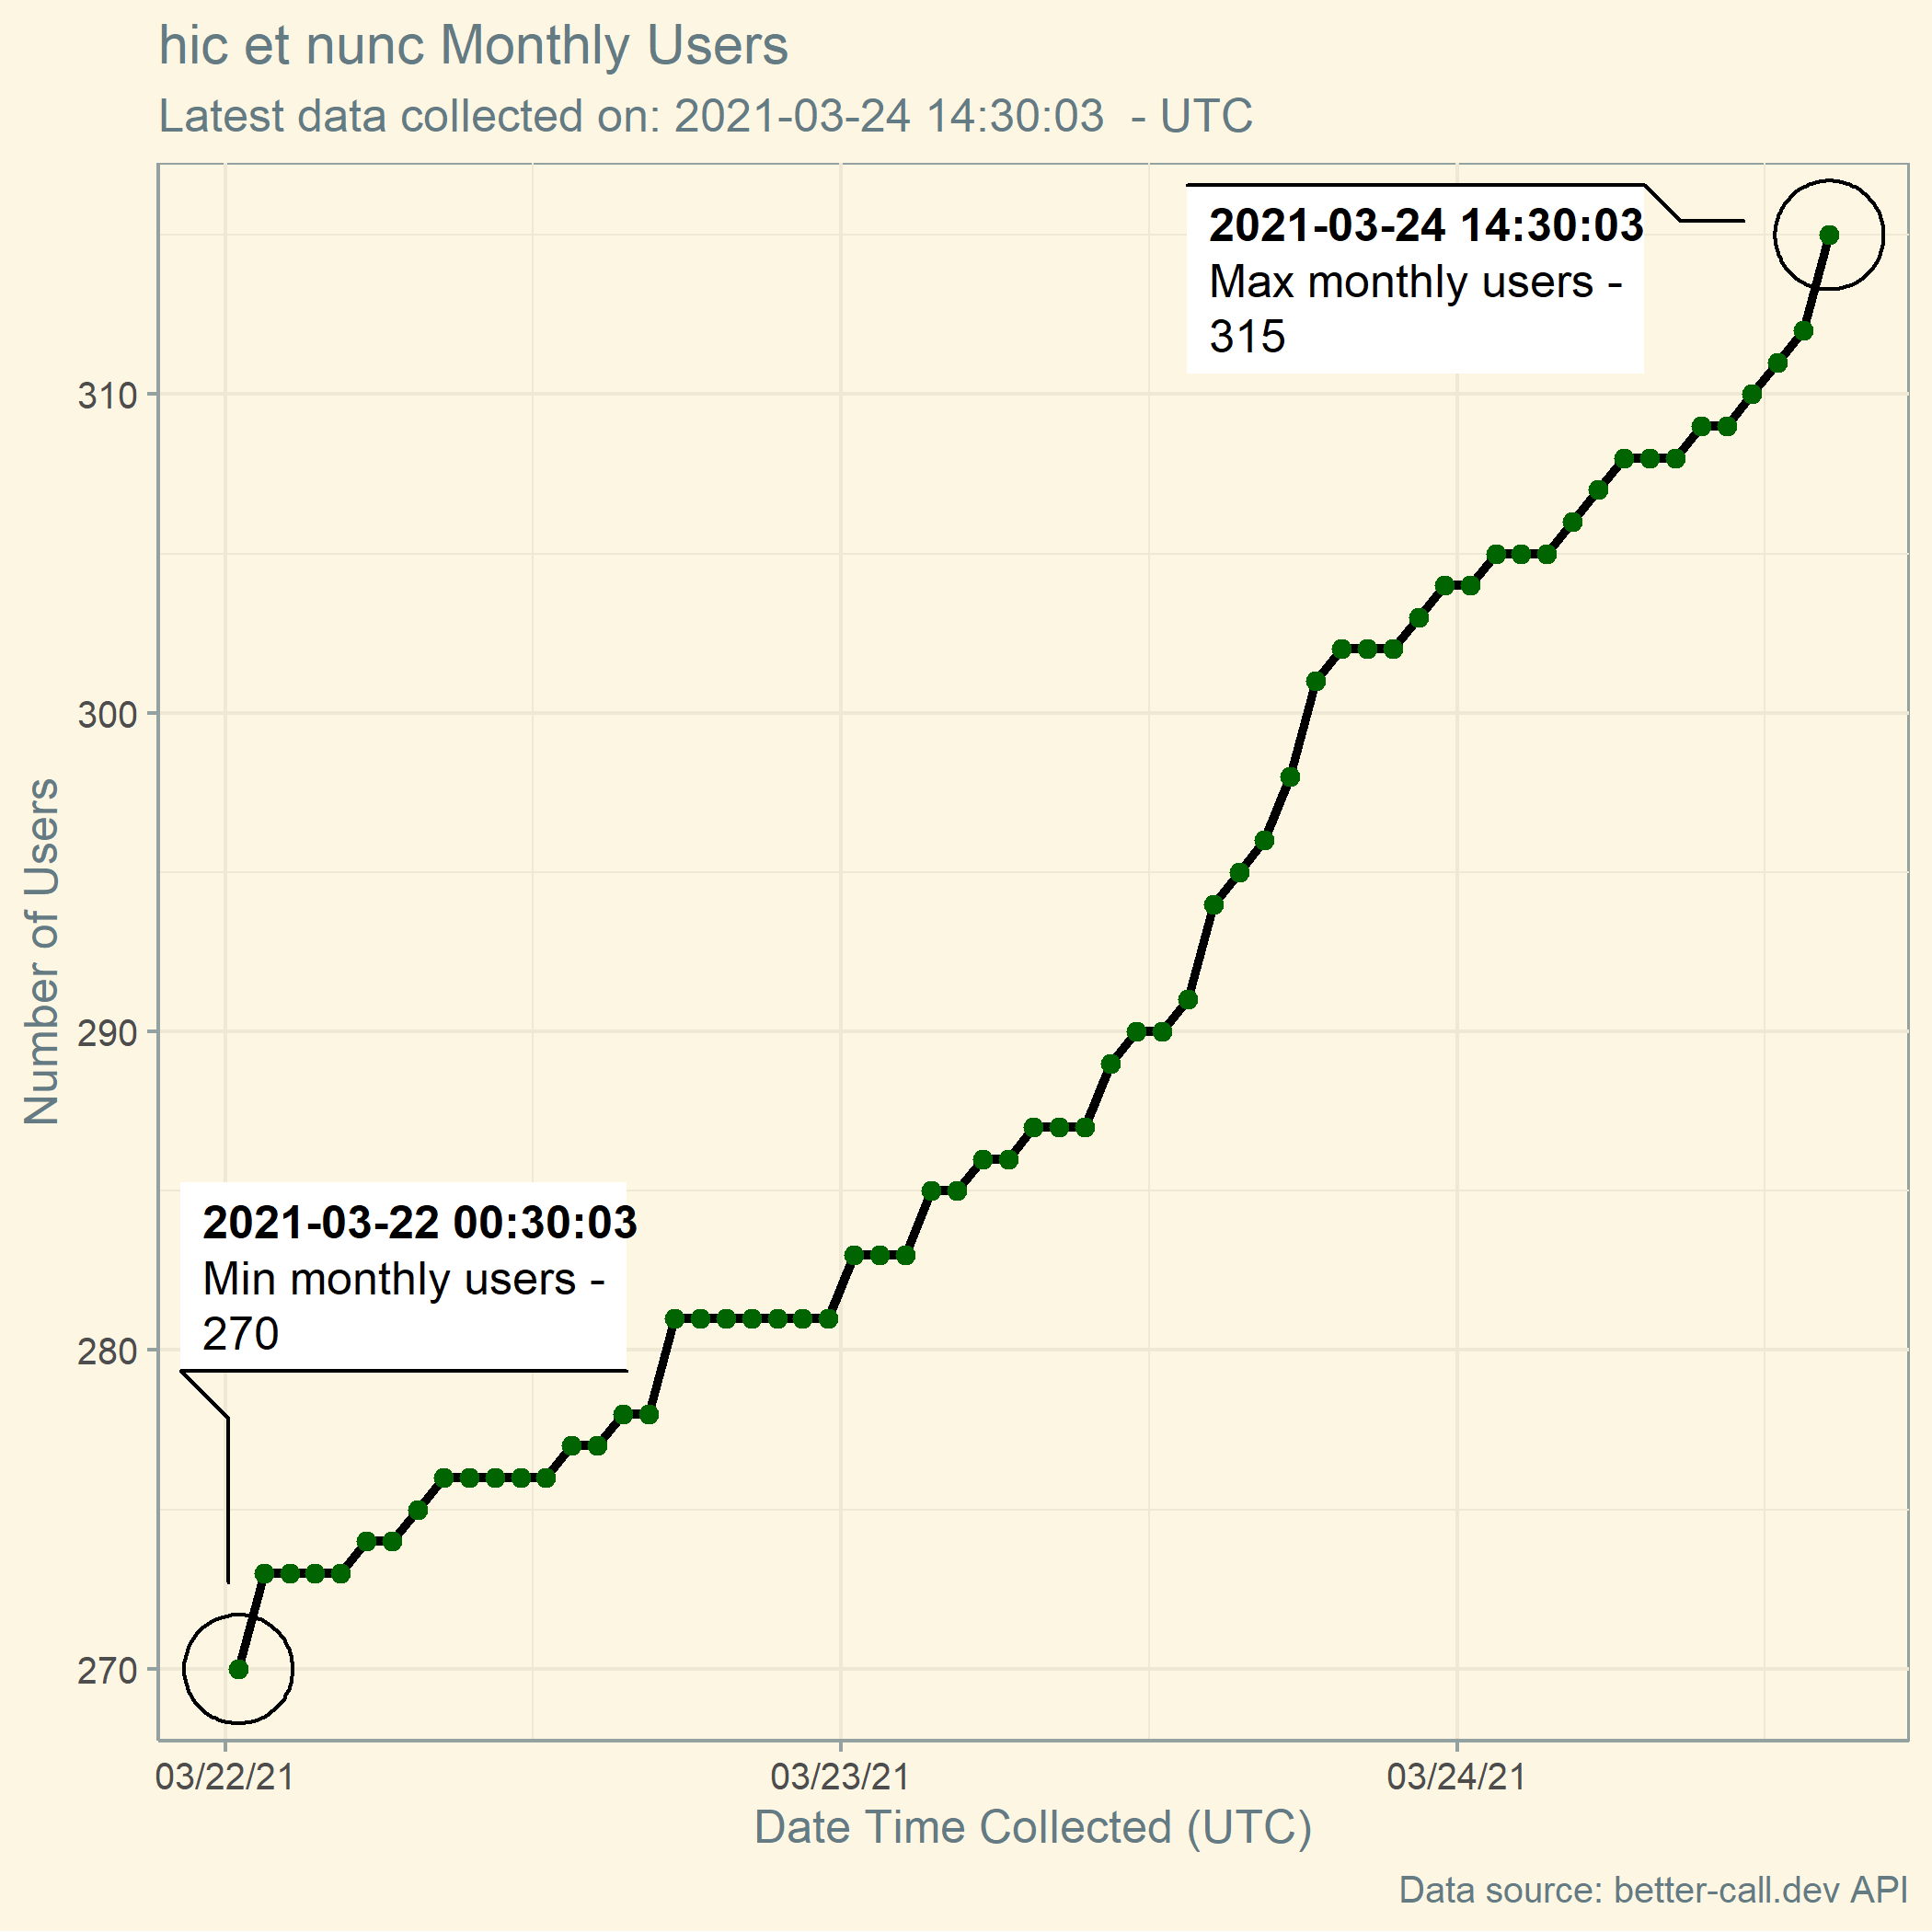 hic et nunc Monthly Users
Latest data collected on: 2021-03-24 14:30:03  - UTC
2021-03-24 14:30:03
Max monthly users -
315
310
300
290
280
270
Number of Users
2021-03-22 00:30:03
Min monthly users -
270
03/22/21
03/23/21
03/24/21
Date Time Collected (UTC)
Data source: better-call.dev API